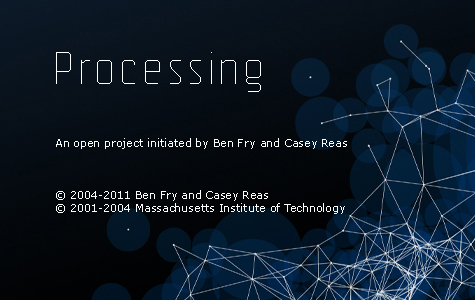 Processing
An open project initiated by Ben Fry and Casey Reas
© 2004-2011 Ben Fry and Casey Reas
© 2001-2004 Massachusetts Institute of Technology